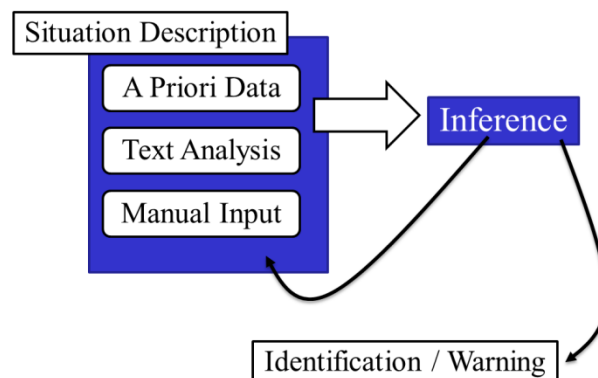 Situation Description
A Priori Data
Text Analysis
Manual Input
Inference
Identification / Warning